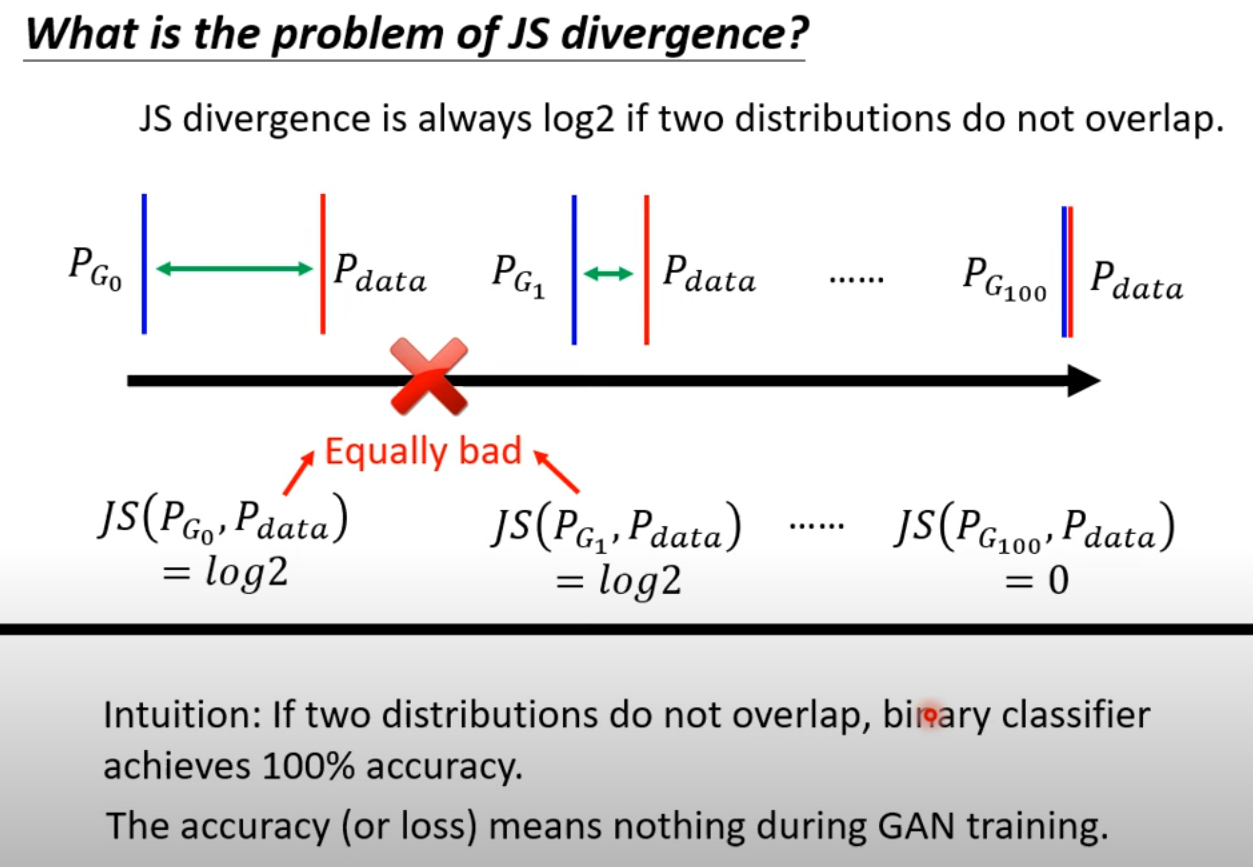 What is the problem of JS divergence?
JS divergence is always log2 if two distributions do not overlap.
P_{G_0} P_{data} P_{G_1} P_{data} …… P_{G_{100}} P_{data}
Equally bad
JS(P_{G_0}, P_{data}) JS(P_{G_1}, P_{data}) …… JS(P_{G_{100}}, P_{data})
= log2 = log2 = 0
Intuition: If two distributions do not overlap, binary classifier
achieves 100% accuracy.
The accuracy (or loss) means nothing during GAN training.